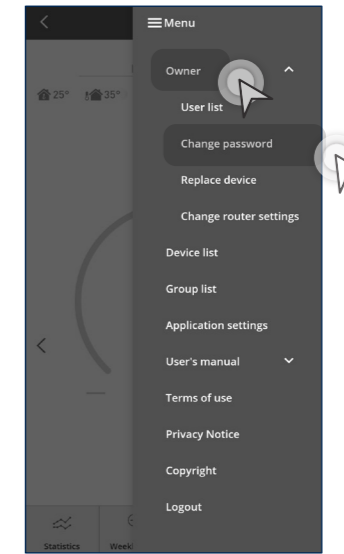 Menu
Owner
25° 35°
User list
Change password
Replace device
Change router settings
Device list
Group list
Application settings
User's manual
Terms of use
Privacy Notice
Copyright
Logout
Statistics